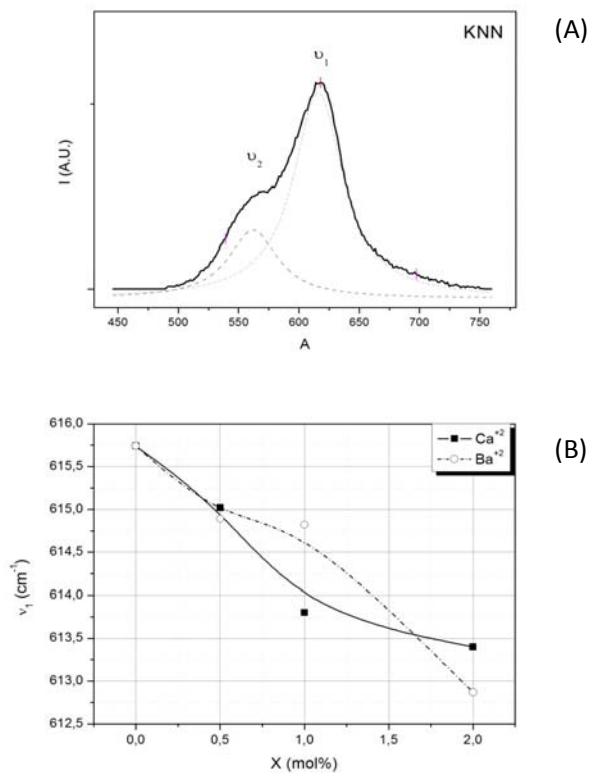 KNN
(A)
υ1
υ2
I (A.U.)
450 500 550 600 650 700 750
A
616,0
615,5
615,0
614,5
614,0
613,5
613,0
612,5
Ca+2
Ba+2
(B)
ν1 (cm-1)
0,0 0,5 1,0 1,5 2,0
X (mol%)